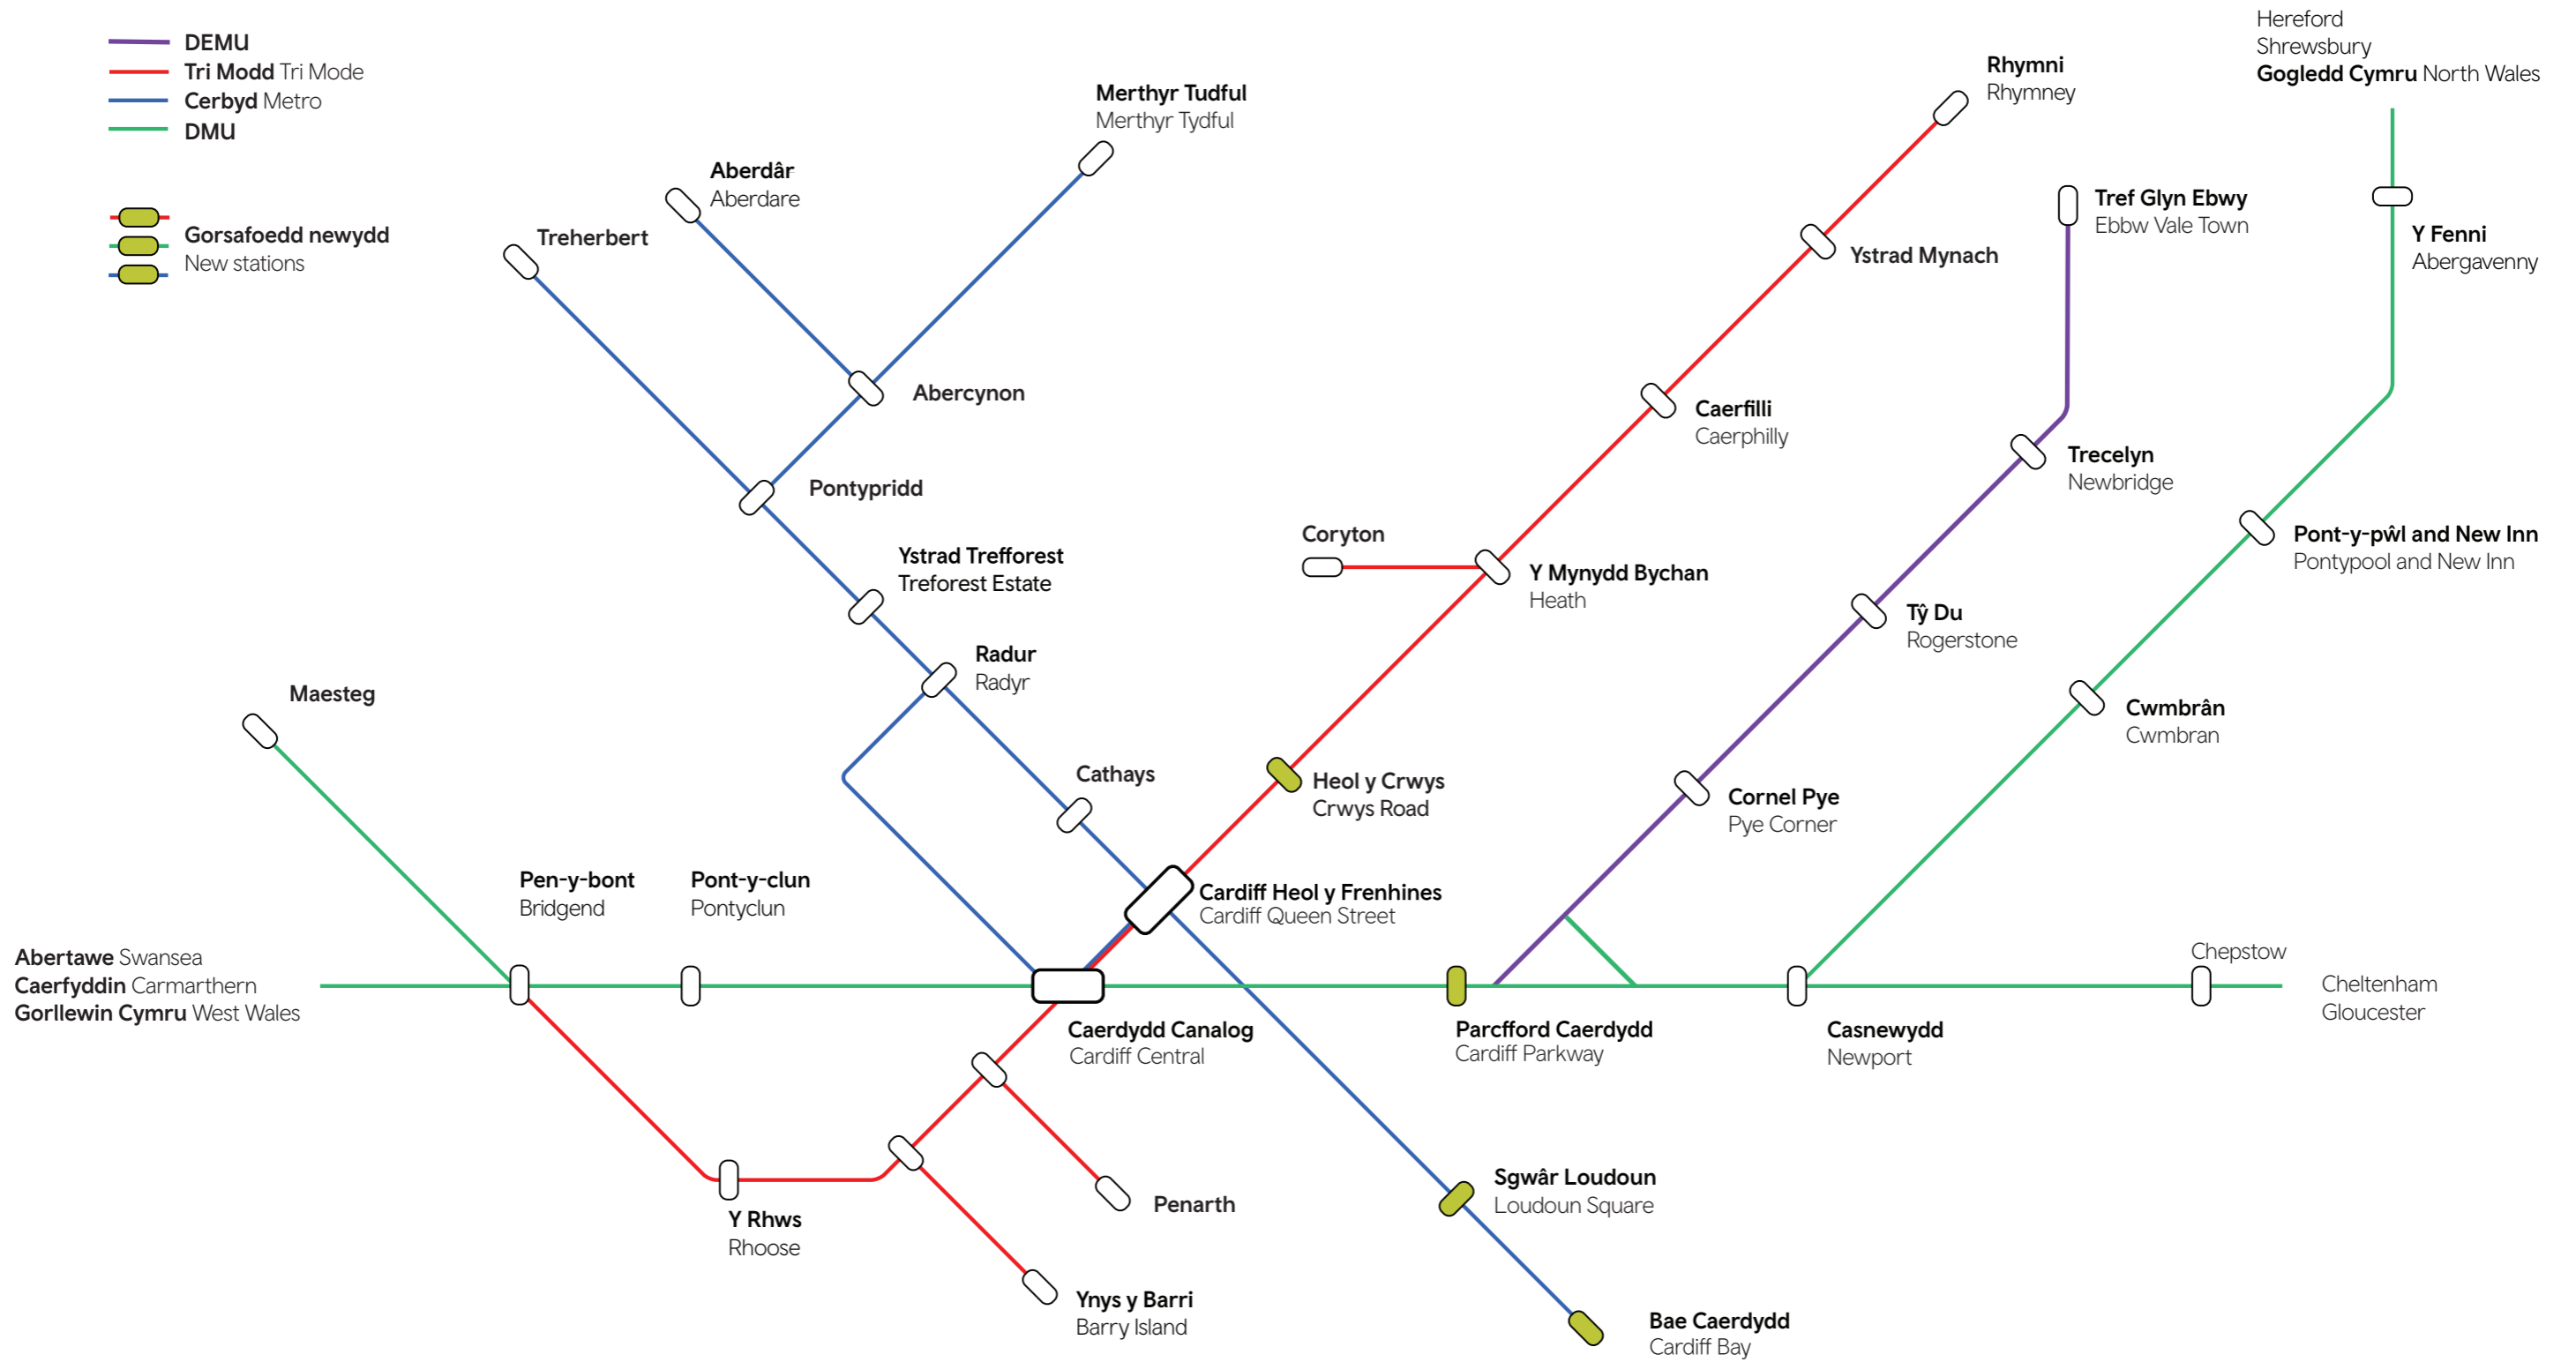 DEMU
Tri Modd Tri Mode
Cerbyd Metro
DMU
Gorsafoedd newydd
New stations
Hereford
Shrewsbury
Gogledd Cymru North Wales
Rhymni
Rhymney
Merthyr Tudful
Merthyr Tydful
Aberdâr
Aberdare
Treherbert
Tref Glyn Ebwy
Ebbw Vale Town
Y Fenni
Abergavenny
Ystrad Mynach
Abercynon
Caerfilli
Caerphilly
Trecelyn
Newbridge
Pontypridd
Coryton
Pont-y-pŵl and New Inn
Pontypool and New Inn
Ystrad Trefforest
Treforest Estate
Y Mynydd Bychan
Heath
Tŷ Du
Rogerstone
Radur
Radyr
Maesteg
Cwmbrân
Cwmbran
Cathays
Heol y Crwys
Crwys Road
Cornel Pye
Pye Corner
Pen-y-bont
Bridgend
Pont-y-clun
Pontyclun
Cardiff Heol y Frenhines
Cardiff Queen Street
Abertawe Swansea
Caerfyddin Carmarthern
Gorllewin Cymru West Wales
Chepstow
Cheltenham
Gloucester
Caerdydd Canalog
Cardiff Central
Parcfford Caerdydd
Cardiff Parkway
Casnewydd
Newport
Sgwâr Loudoun
Loudoun Square
Penarth
Y Rhws
Rhoose
Ynys y Barri
Barry Island
Bae Caerdydd
Cardiff Bay